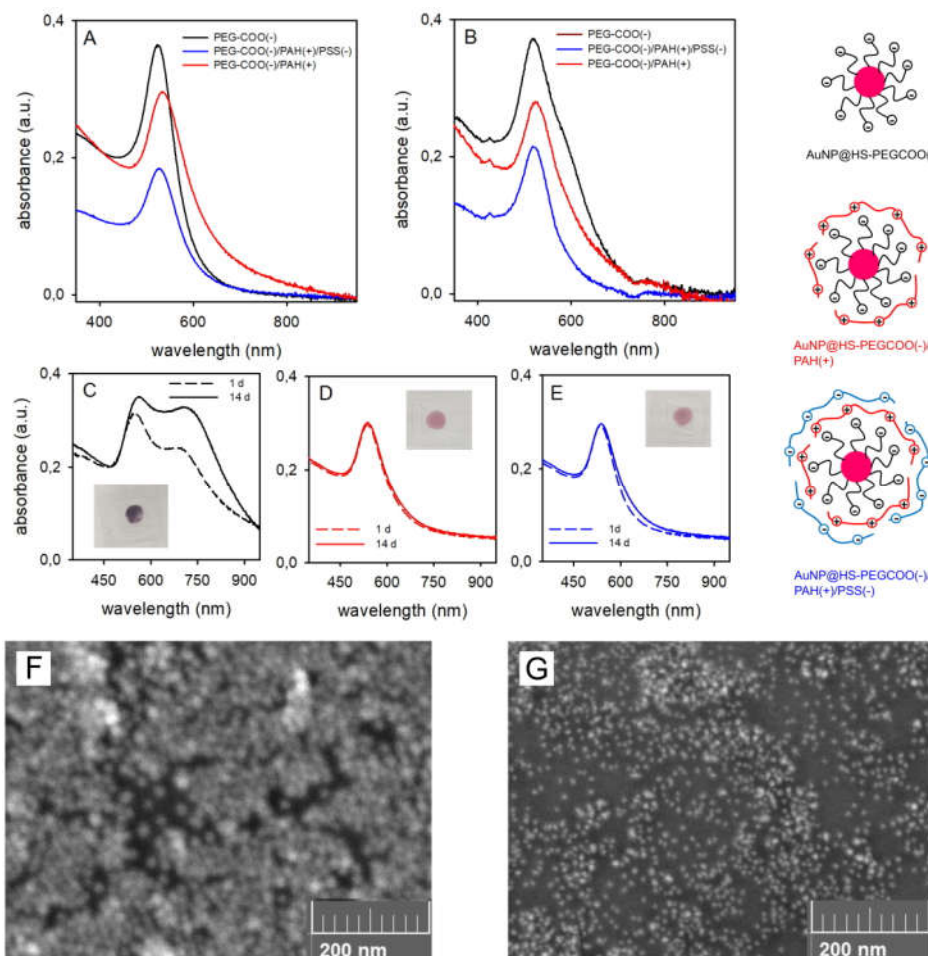 A
0,4
0,2
0,0
absorbance (a.u.)
PEG-COO(-)
PEG-COO(-)/PAH(+)/PSS(-)
PEG-COO(-)/PAH(+)
400
600
800
wavelength (nm)
B
0,4
0,2
0,0
absorbance (a.u.)
PEG-COO(-)
PEG-COO(-)/PAH(+)/PSS(-)
PEG-COO(-)/PAH(+)
400
600
800
wavelength (nm)
AuNP@HS-PEGCOO(
AuNP@HS-PEGCOO(-)/
PAH(+)
AuNP@HS-PEGCOO(-)/
PAH(+)/PSS(-)
C
0,4
0,2
0,0
absorbance (a.u.)
1 d
14 d
450
600
750
900
wavelength (nm)
D
0,4
0,2
0,0
1 d
14 d
450
600
750
900
wavelength (nm)
E
0,4
0,2
0,0
1d
14 d
450
600
750
900
wavelength (nm)
F
200 nm
G
200 nm